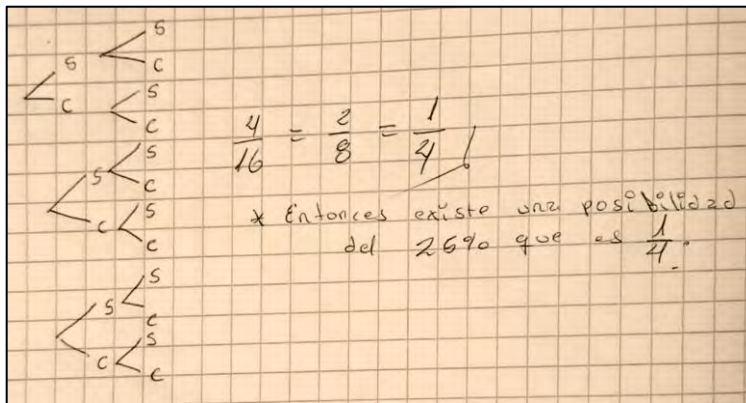 S
S
C
C
S
C
4/16 = 2/8 = 1/4
S
S
C
C
S
C
* Entonces existe una posibilidad
del 25% que es 1/4.
S
S
C
C
S
C